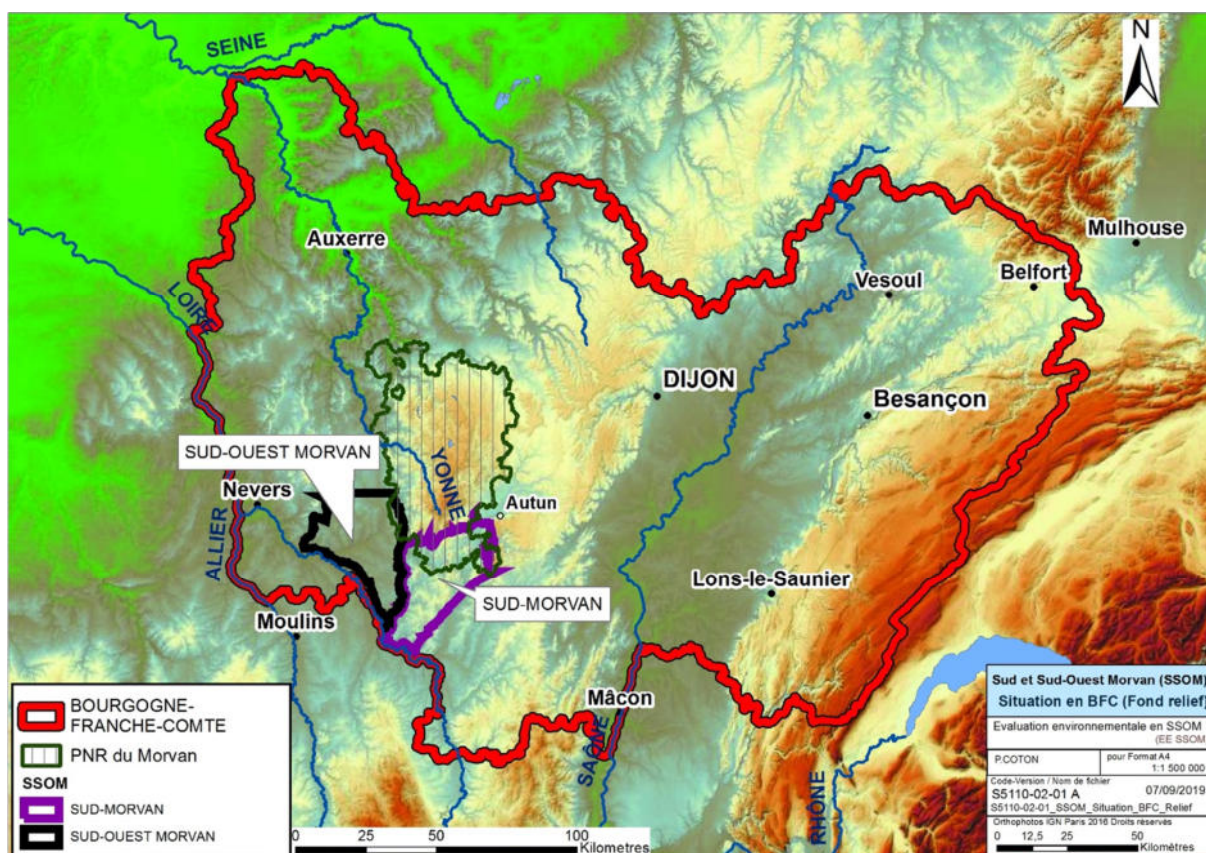 SEINE
N
Auxerre
Mulhouse
Belfort
Vesoul
LOIRE
DIJON
Besançon
SUD-OUEST MORVAN
YONNE
Nevers
Autun
ALLIER
Lons-le-Saunier
SUD-MORVAN
Moulins
Mâcon
SAÔNE
RHÔNE
BOURGOGNE-
FRANCHE-COMTE
PNR du Morvan
SSOM
SUD-MORVAN
SUD-OUEST MORVAN
0 25 50 100
Kilometres
Sud et Sud-Ouest Morvan (SSOM)
Situation en BFC (Fond relief)
Evaluation environnementale en SSOM
(EE SSOM)
P.COTON
pour Format A4
1:1 500 000
Code-Version / Nom de fichier
S5110-02-01 A 07/09/2019
S5110-02-01_SSOM_Situation_BFC_Relief
Orthophotos IGN Paris 2016 Droits réservés
0 12,5 25 50
Kilomètres